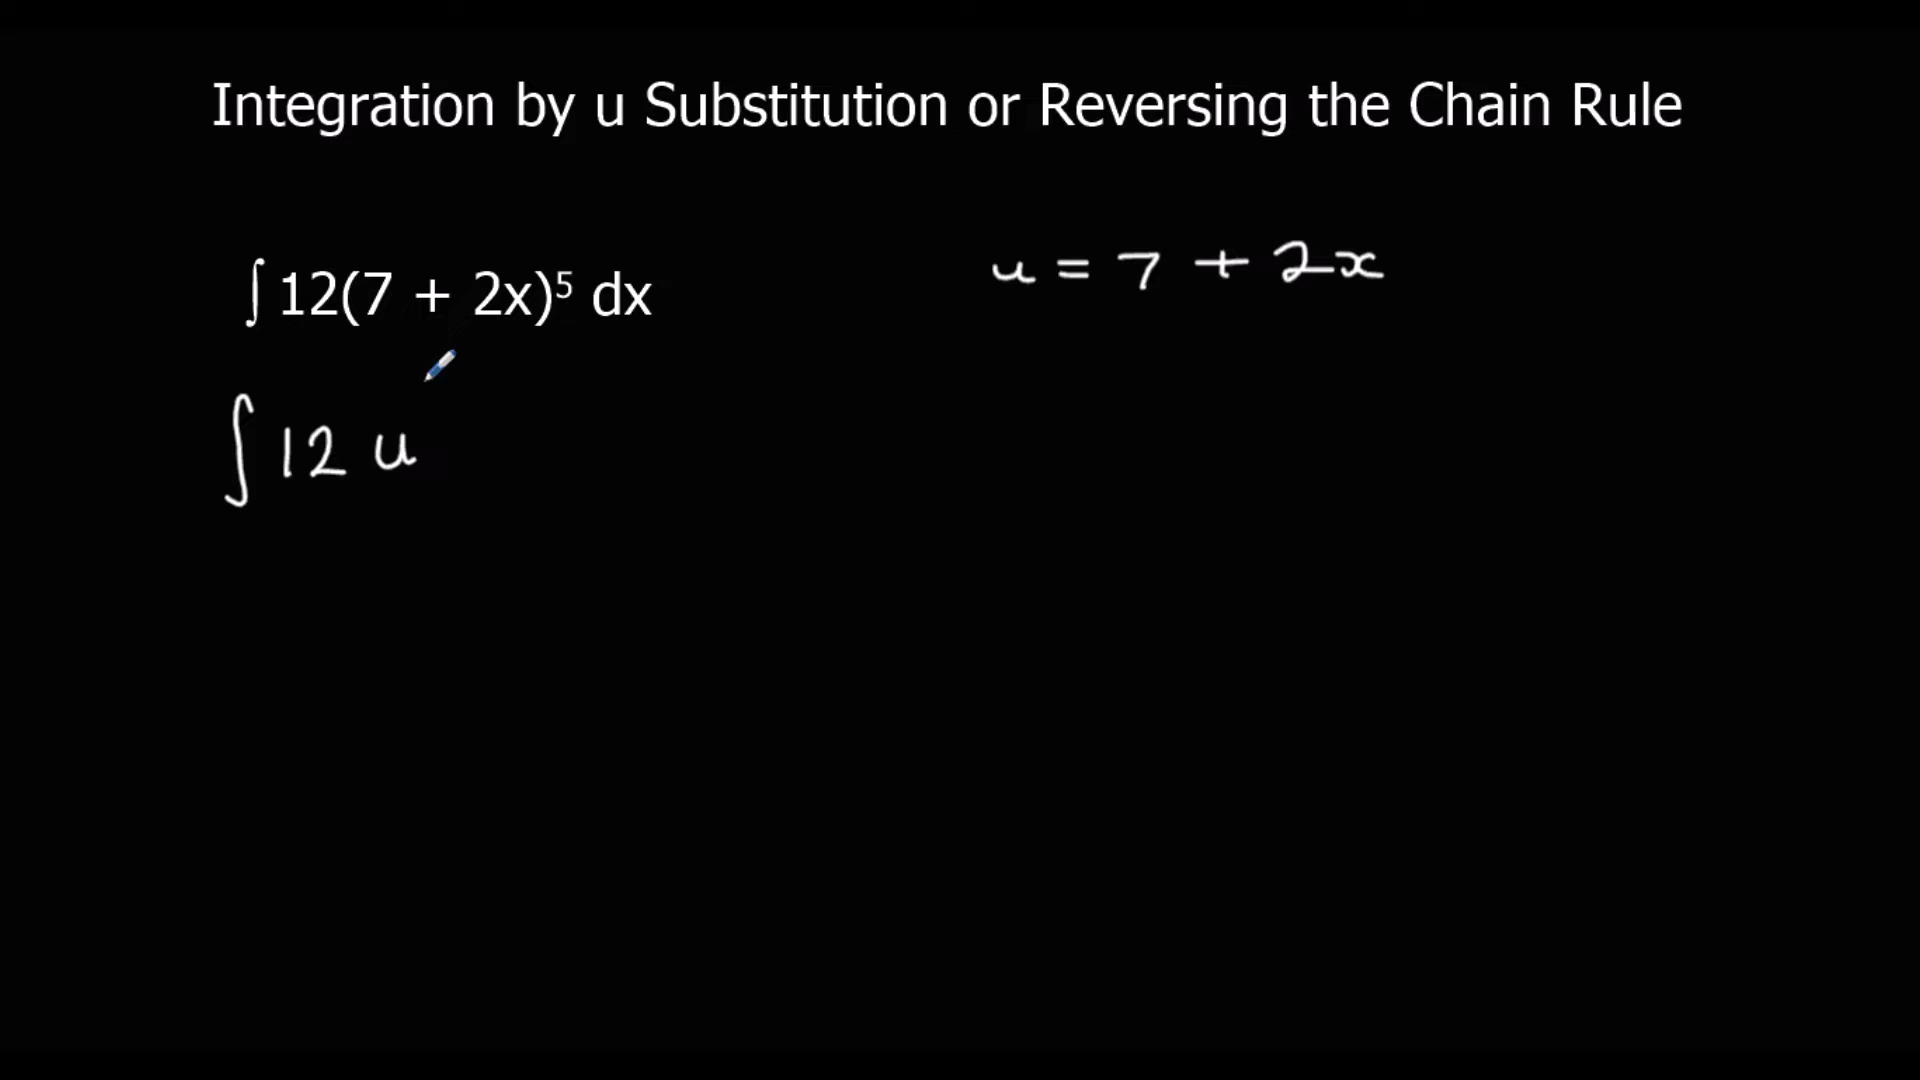 Integration by u Substitution or Reversing the Chain Rule
∫ 12(7 + 2x)⁵ dx
u = 7 + 2x
∫ 12 u